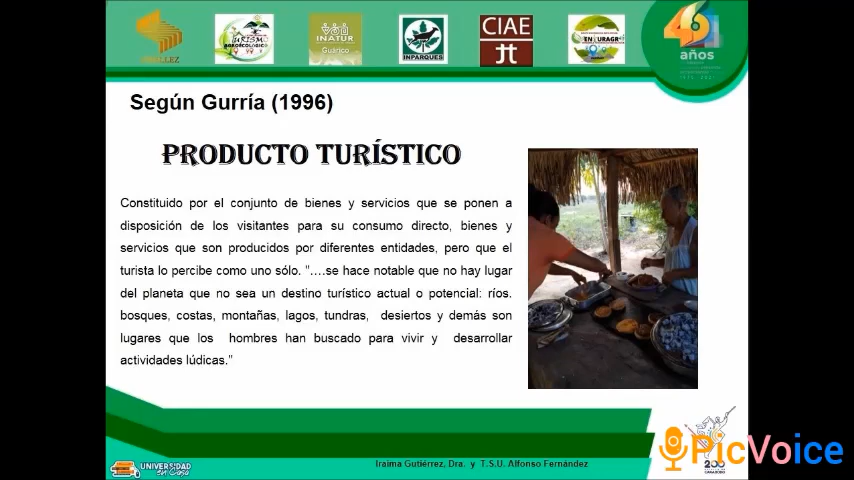 TURISMO
AGROECOLÓGICO
INATUR
Guárico
INPARQUES
CIAE
46
años
Según Gurría (1996)
PRODUCTO TURÍSTICO
Constituido por el conjunto de bienes y servicios que se ponen a
disposición de los visitantes para su consumo directo, bienes y
servicios que son producidos por diferentes entidades, pero que el
turista lo percibe como uno sólo. "....se hace notable que no hay lugar
del planeta que no sea un destino turístico actual o potencial: ríos.
bosques, costas, montañas, lagos, tundras, desiertos y demás son
lugares que los hombres han buscado para vivir y desarrollar
actividades lúdicas."
UNIVERSIDAD
en Casa
Iraima Gutiérrez, Dra. y T.S.U. Alfonso Fernández
200
PicVoice